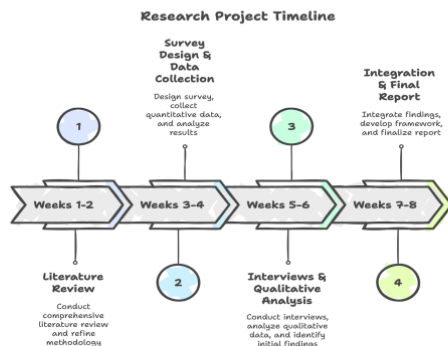 Research Project Timeline
Survey
Design &
Data
Collection
Design survey,
collect
quantitative data,
and analyze
results
Integration
& Final
Report
Integrate findings,
develop framework,
and finalize report
1
3
Weeks 1-2
Weeks 3-4
Weeks 5-6
Weeks 7-8
Literature
Review
Conduct
comprehensive
literature review
and refine
methodology
2
Interviews &
Qualitative
Analysis
Conduct interviews,
analyze qualitative
data, and identify
initial findings
4